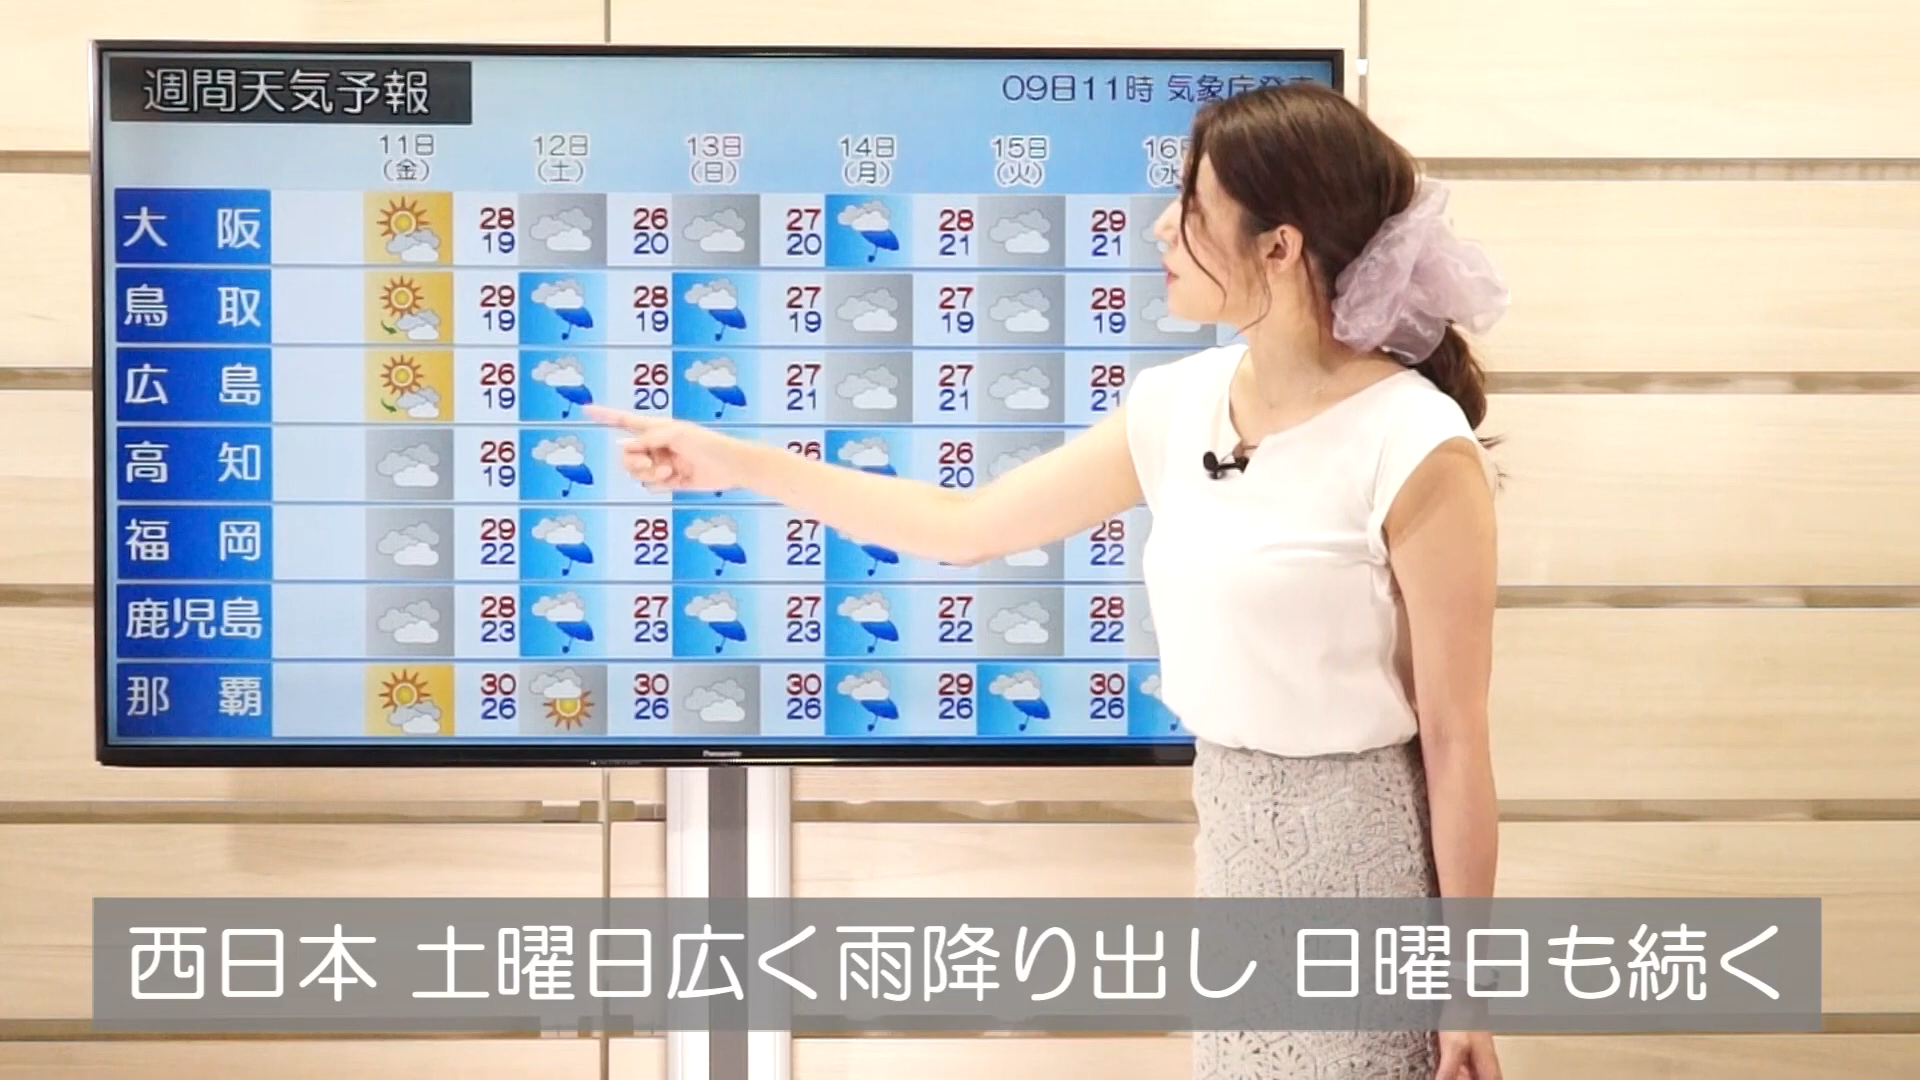 週間天気予報
09日11時 気象庁発表
11日 12日 13日 14日 15日 16日
(金) (土) (日) (月) (火) (水
大阪 28 26 27 28 29
19 20 20 21 21
鳥取 29 28 27 27 28
19 19 19 19 19
広島 26 26 27 27 28
19 20 21 21 21
高知 26 26 26
19 20
福岡 29 28 27 28
22 22 22 22
鹿児島 28 27 27 27 28
23 23 23 22 22
那覇 30 30 30 29 30
26 26 26 26 26
Panasonic
西日本 土曜日広く雨降り出し 日曜日も続く